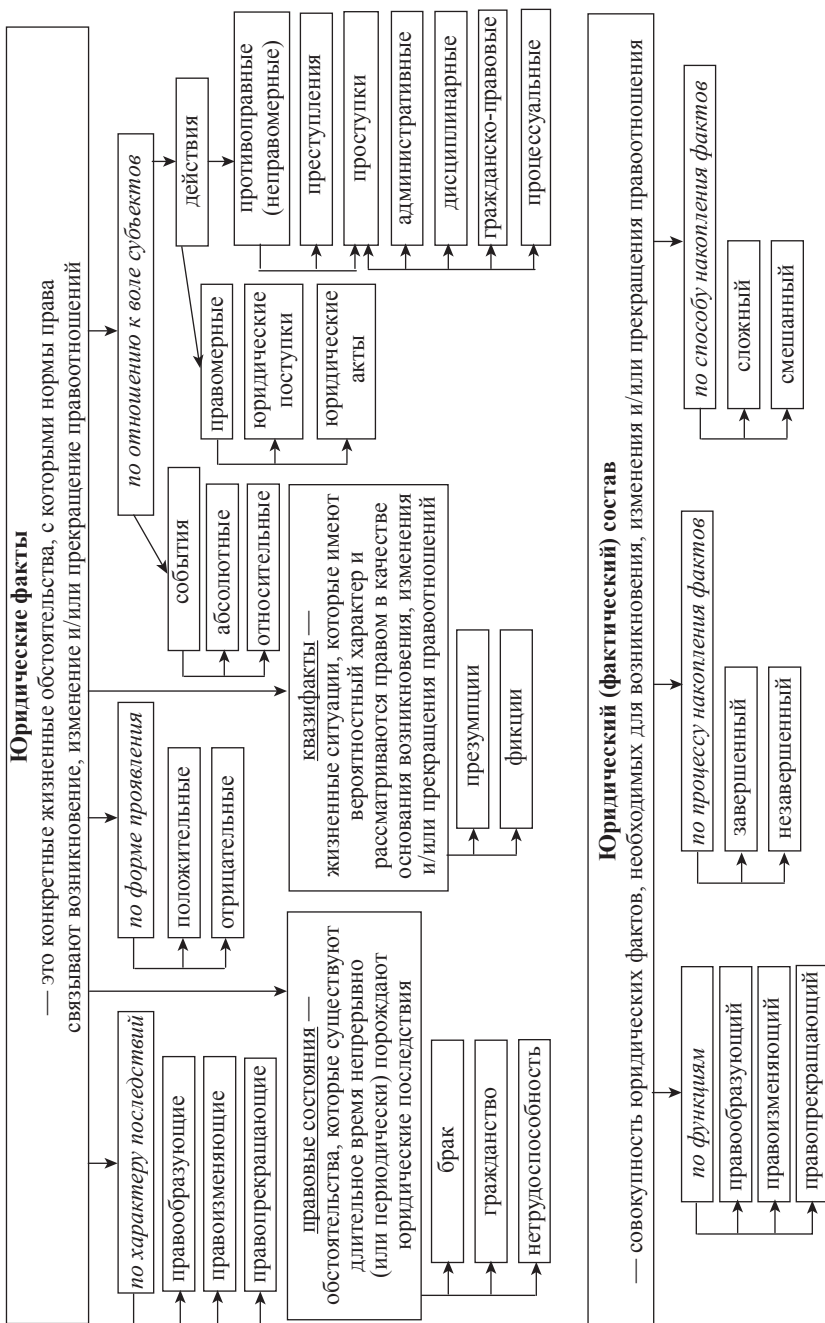 Юридические факты
— это конкретные жизненные обстоятельства, с которыми нормы права
связывают возникновение, изменение и/или прекращение правоотношений
по характеру последствий
правообразующие
правоизменяющие
правопрекращающие
по форме проявления
положительные
отрицательные
по отношению к воле субъектов
события
абсолютные
относительные
действия
правомерные
юридические
поступки
юридические
акты
противоправные
(неправомерные)
преступления
проступки
административные
дисциплинарные
гражданско-правовые
процессуальные
правовые состояния —
обстоятельства, которые существуют
длительное время непрерывно
(или периодически) порождают
юридические последствия
брак
гражданство
нетрудоспособность
квазифакты —
жизненные ситуации, которые имеют
вероятностный характер и
рассматриваются правом в качестве
основания возникновения, изменения
и/или прекращения правоотношений
презумпции
фикции
Юридический (фактический) состав
— совокупность юридических фактов, необходимых для возникновения, изменения и/или прекращения правоотношения
по функциям
правообразующий
правоизменяющий
правопрекращающий
по процессу накопления фактов
завершенный
незавершенный
по способу накопления фактов
сложный
смешанный